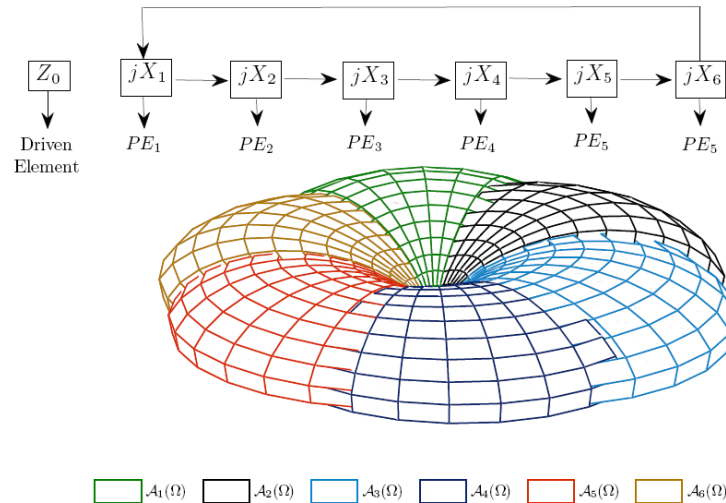 Z₀ jX₁ jX₂ jX₃ jX₄ jX₅ jX₆
Driven PE₁ PE₂ PE₃ PE₄ PE₅ PE₅
Element
𝒜₁(Ω) 𝒜₂(Ω) 𝒜₃(Ω) 𝒜₄(Ω) 𝒜₅(Ω) 𝒜₆(Ω)